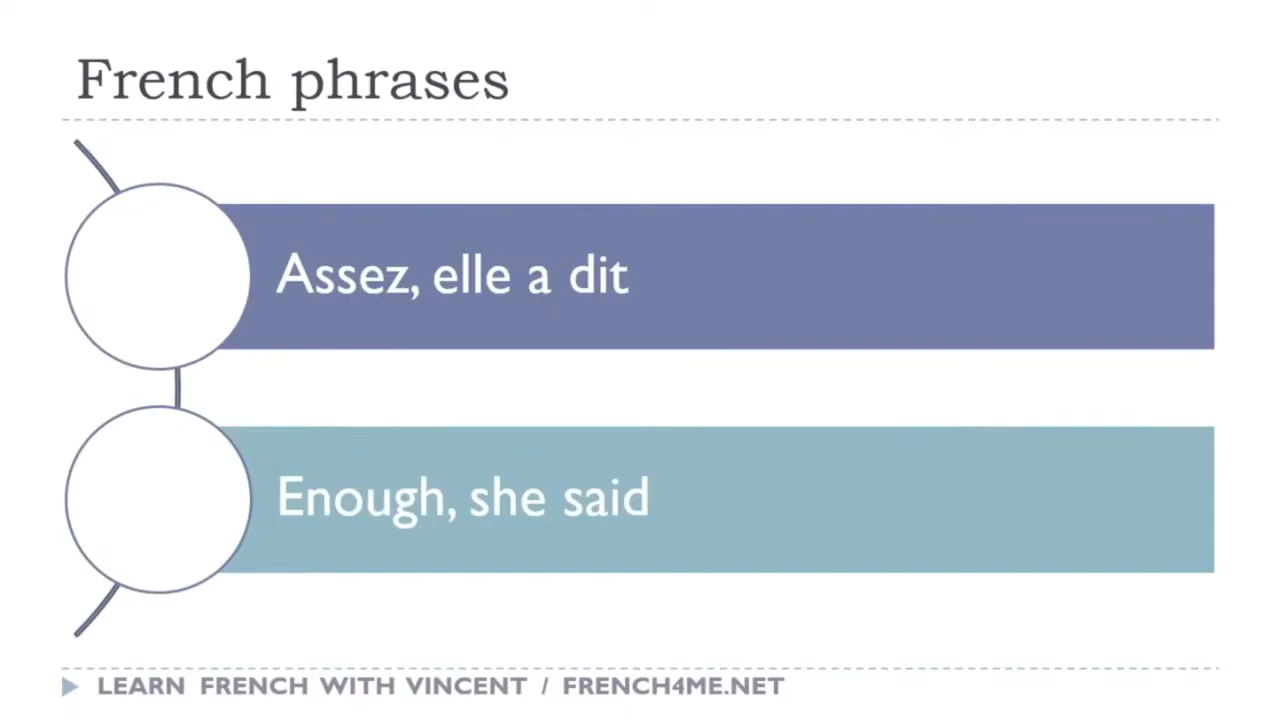 French phrases
Assez, elle a dit
Enough, she said
LEARN FRENCH WITH VINCENT / FRENCH4ME.NET